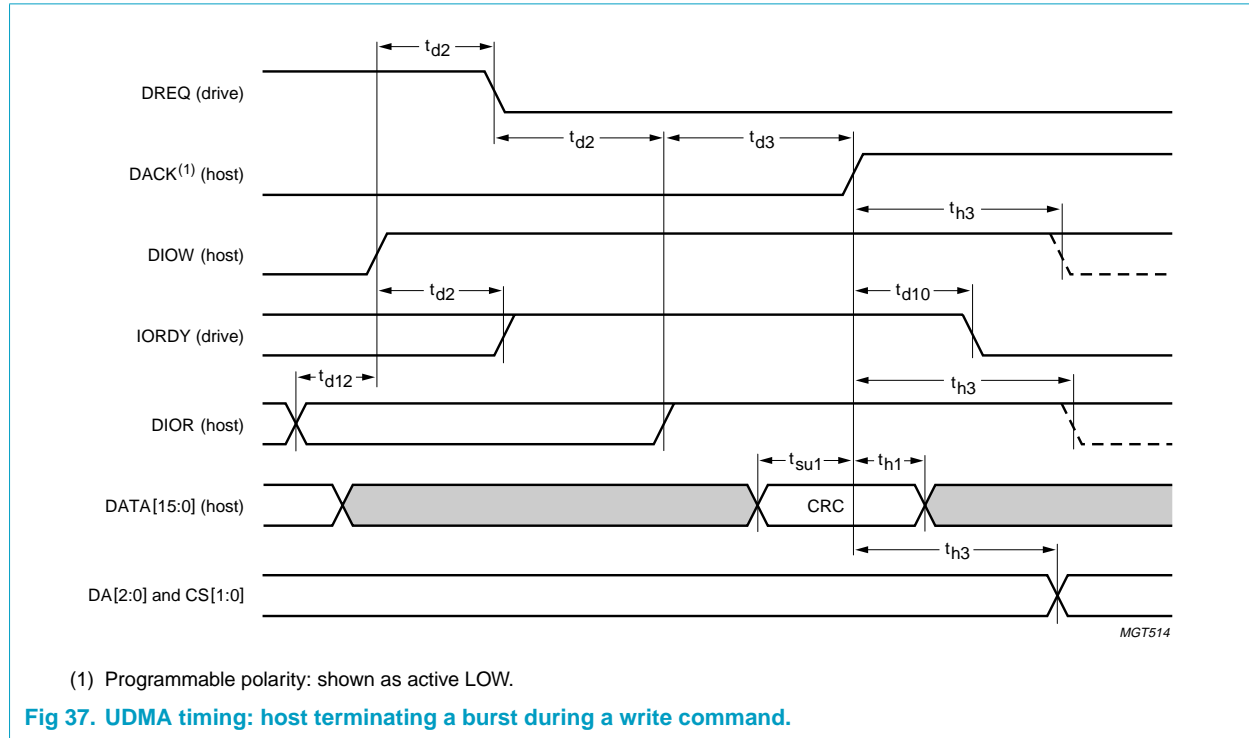 td2
DREQ (drive)
td2
td3
DACK(1) (host)
th3
DIOW (host)
td2
td10
IORDY (drive)
td12
th3
DIOR (host)
tsu1
th1
DATA[15:0] (host)
CRC
th3
DA[2:0] and CS[1:0]
MGT514
(1) Programmable polarity: shown as active LOW.
Fig 37. UDMA timing: host terminating a burst during a write command.